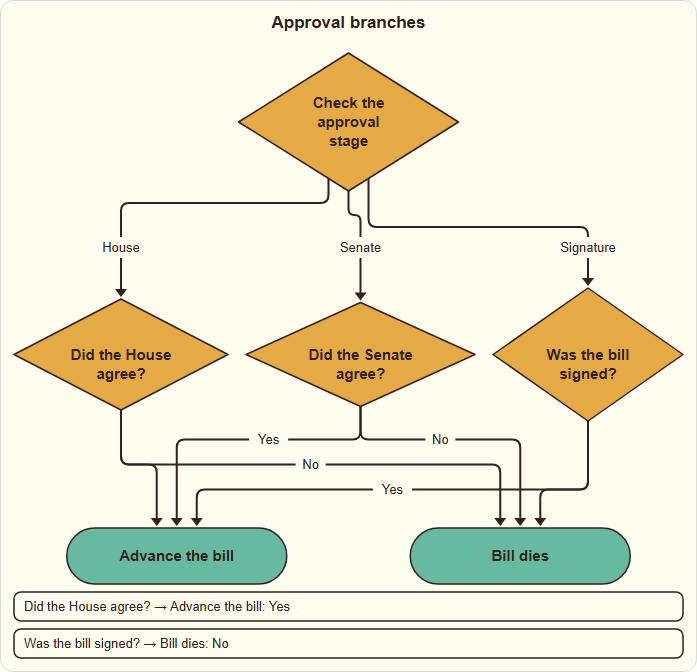 Approval branches
Check the
approval
stage
House
Senate
Signature
Did the House
agree?
Did the Senate
agree?
Was the bill
signed?
Yes
No
No
Yes
Advance the bill
Bill dies
Did the House agree? → Advance the bill: Yes
Was the bill signed? → Bill dies: No